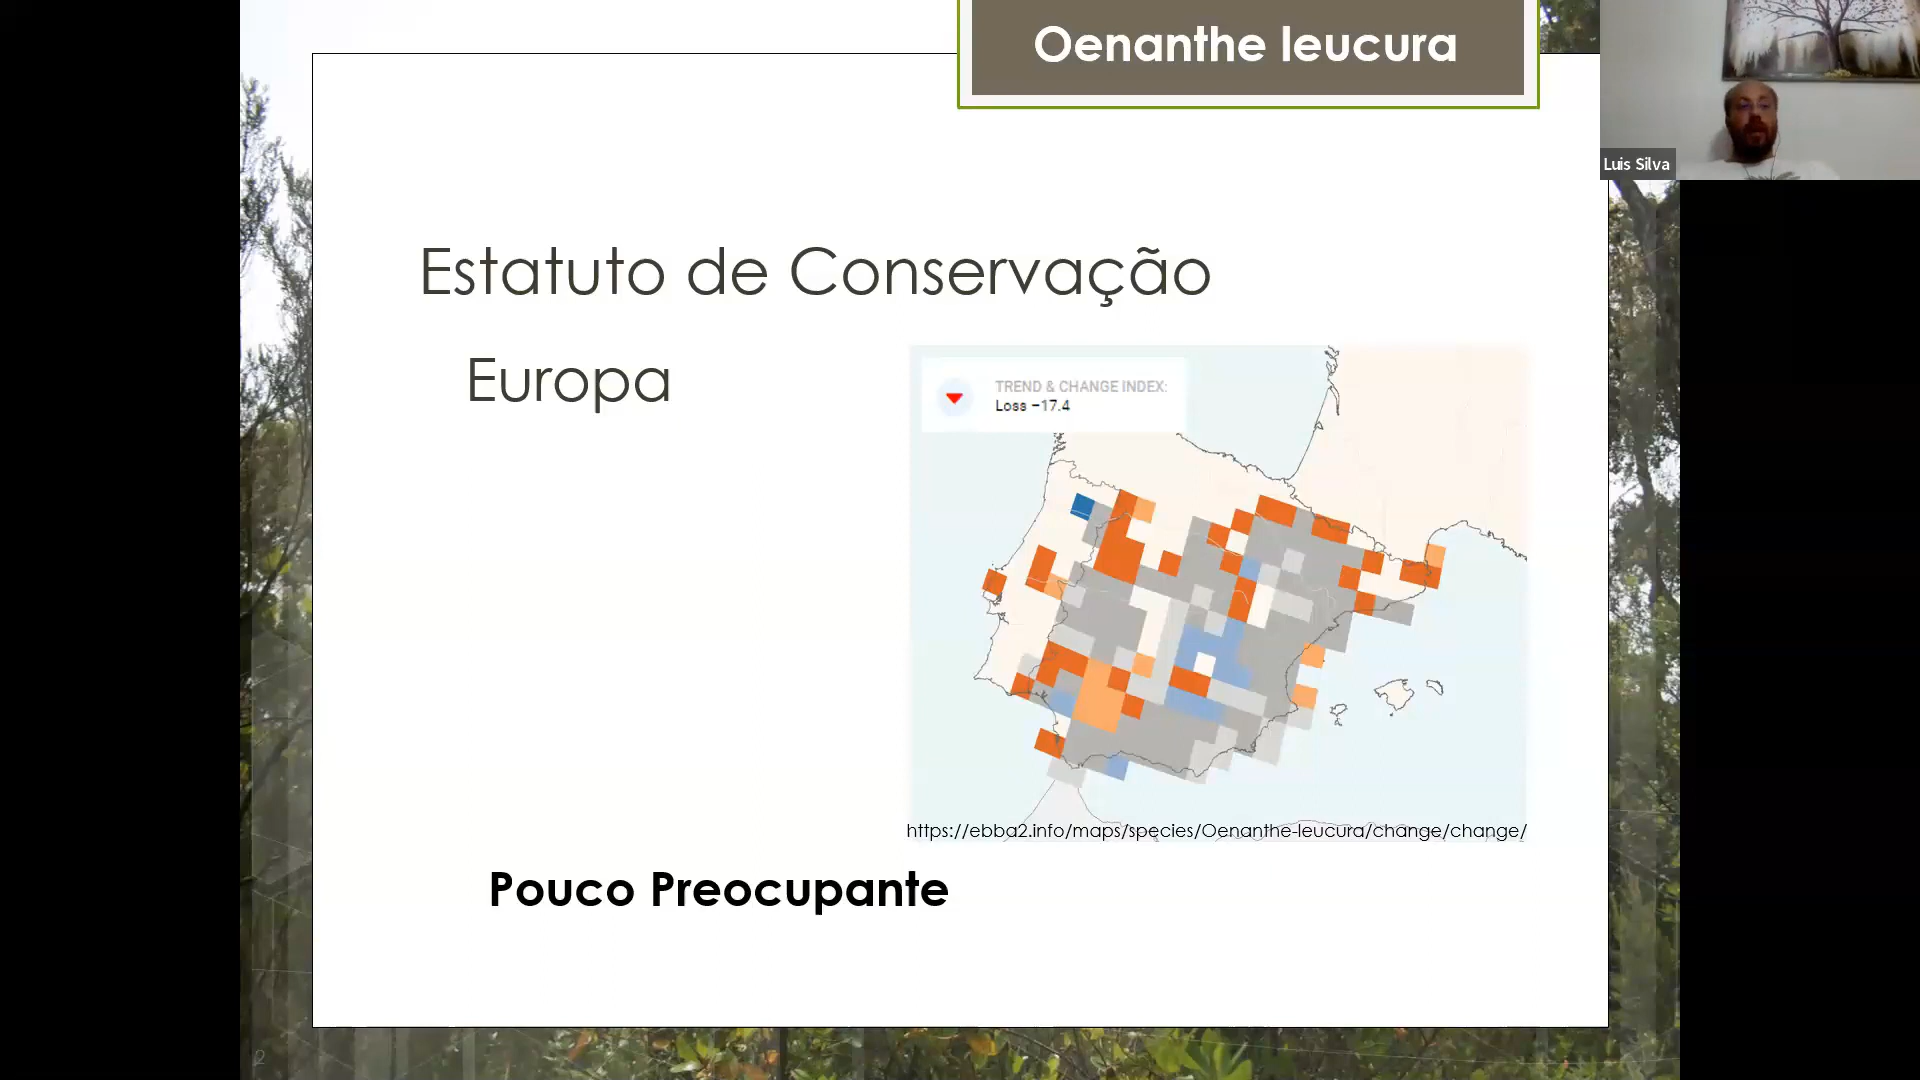 Oenanthe leucura
Luis Silva
Estatuto de Conservação
Europa
TREND & CHANGE INDEX:
Loss −17.4
https://ebba2.info/maps/species/Oenanthe-leucura/change/change/
Pouco Preocupante
2